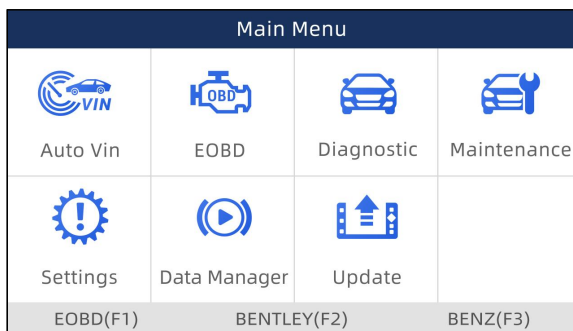 Main Menu
VIN OBD
Auto Vin EOBD Diagnostic Maintenance
Settings Data Manager Update
EOBD(F1) BENTLEY(F2) BENZ(F3)